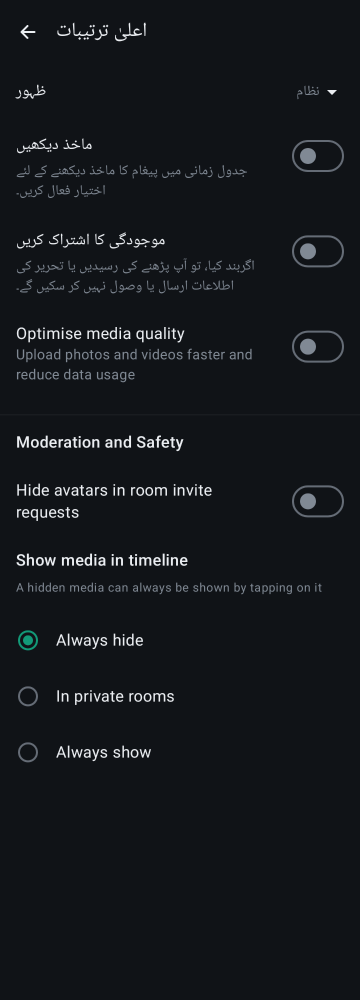 اعلیٰ ترتیبات
ظہور
نظام
ماخذ دیکھیں
جدول زمانی میں پیغام کا ماخذ دیکھنے کے لئے
اختیار فعال کریں۔
موجودگی کا اشتراک کریں
اگربند کیا، تو آپ پڑھنے کی رسیدیں یا تحریر کی
اطلاعات ارسال یا وصول نہیں کر سکیں گے۔
Optimise media quality
Upload photos and videos faster and
reduce data usage
Moderation and Safety
Hide avatars in room invite
requests
Show media in timeline
A hidden media can always be shown by tapping on it
Always hide
In private rooms
Always show